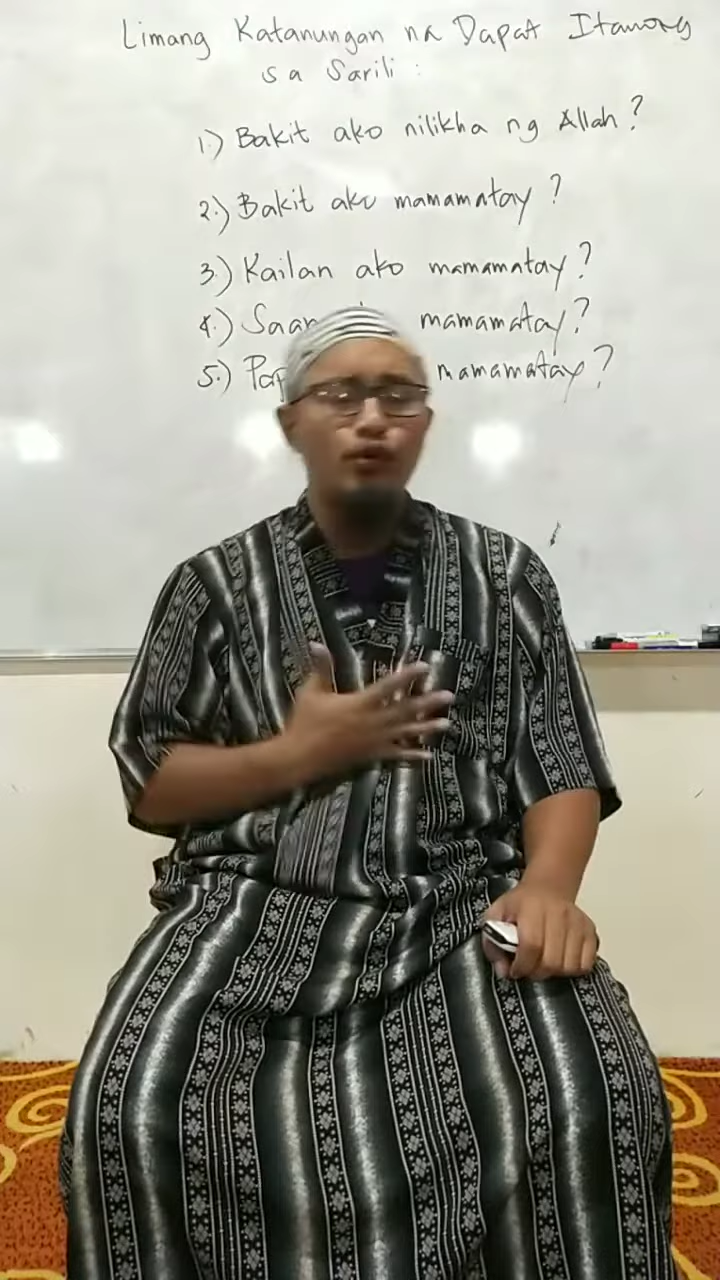 Limang Katanungan na Dapat Itanong
sa Sarili :
1.) Bakit ako nilikha ng Allah ?
2.) Bakit ako mamamatay ?
3.) Kailan ako mamamatay ?
4.) mamamatay ?
5.) mamamatay ?